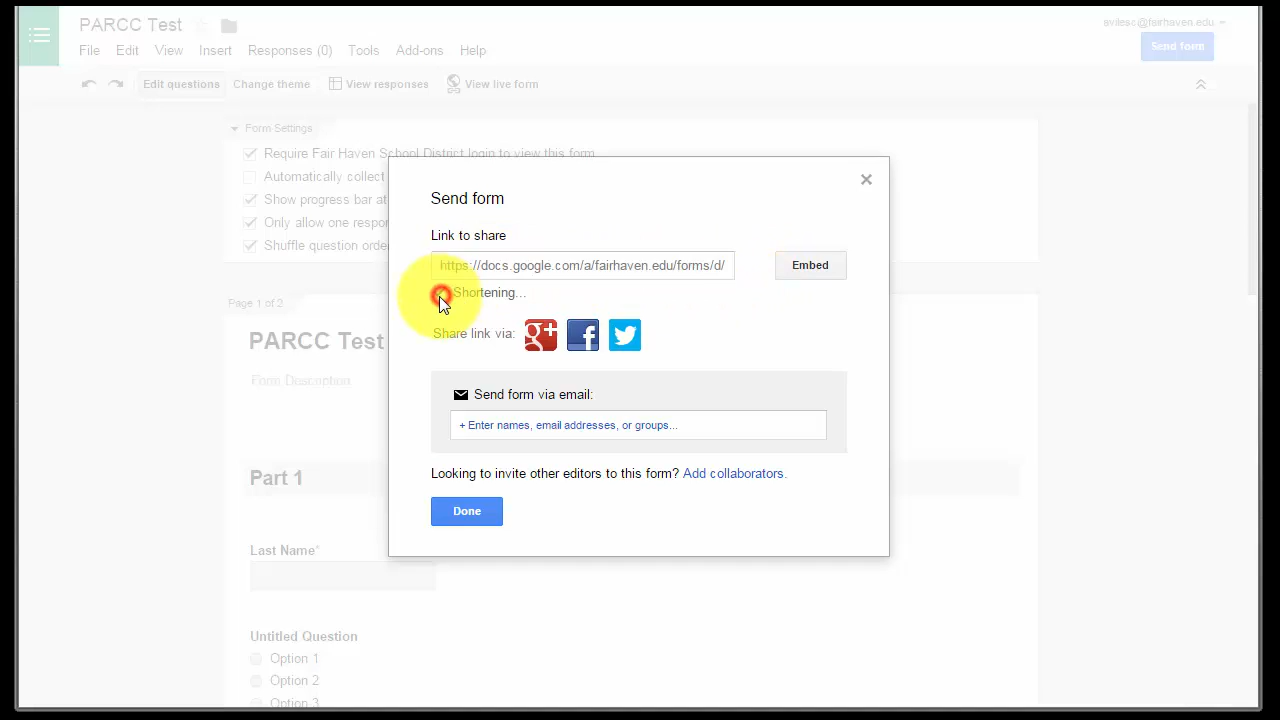 PARCC Test
avilesc@fairhaven.edu
File Edit View Insert Responses (0) Tools Add-ons Help
Send form
Edit questions Change theme View responses View live form
Form Settings
Require Fair Haven School District login to view this form
Automatically collect
Show progress bar at
Only allow one respon
Shuffle question order
Send form
Link to share
https://docs.google.com/a/fairhaven.edu/forms/d/
Embed
Shortening...
Share link via: g+ f
Send form via email:
+ Enter names, email addresses, or groups...
Looking to invite other editors to this form? Add collaborators.
Done
Page 1 of 2
PARCC Test
Form Description
Part 1
Last Name*
Untitled Question
Option 1
Option 2
Option 3